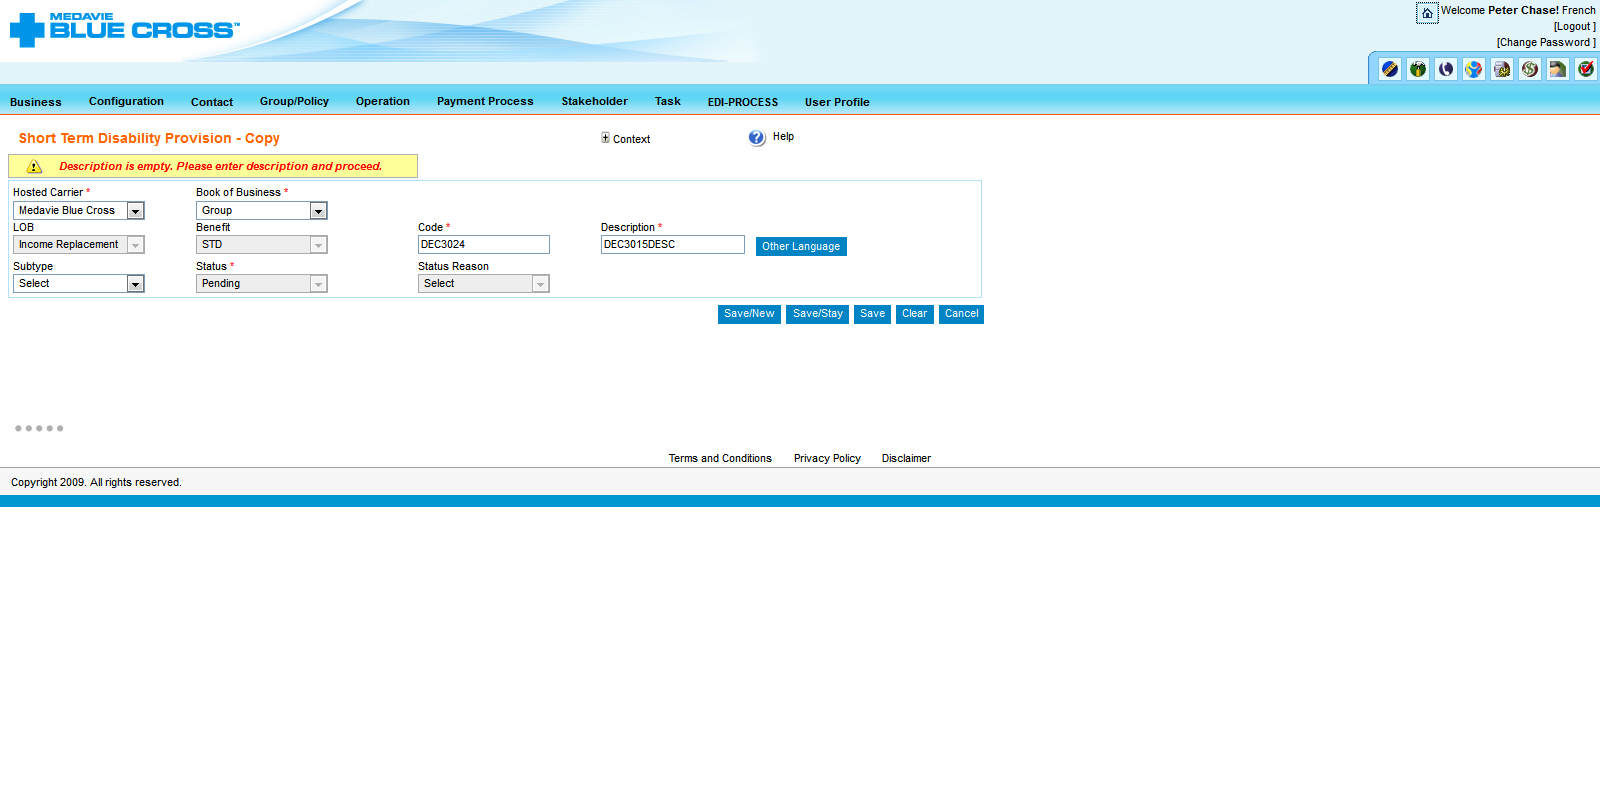 MEDAVIE
BLUE CROSS™
Welcome Peter Chase! French
[Logout ]
[Change Password ]
Business Configuration Contact Group/Policy Operation Payment Process Stakeholder Task EDI-PROCESS User Profile
Short Term Disability Provision - Copy
Context
Help
Description is empty. Please enter description and proceed.
Hosted Carrier * Book of Business *
Medavie Blue Cross Group
LOB Benefit Code * Description *
Income Replacement STD DEC3024 DEC3015DESC Other Language
Subtype Status * Status Reason
Select Pending Select
Save/New Save/Stay Save Clear Cancel
Terms and Conditions Privacy Policy Disclaimer
Copyright 2009. All rights reserved.